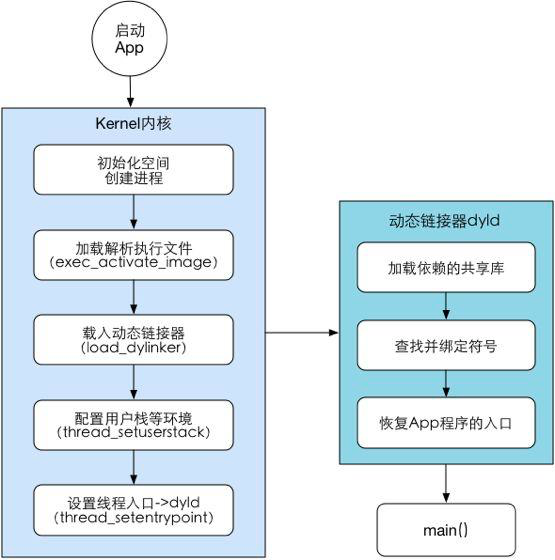 启动
App
Kernel内核
初始化空间
创建进程
加载解析执行文件
(exec_activate_image)
载入动态链接器
(load_dylinker)
配置用户栈等环境
(thread_setuserstack)
设置线程入口->dyld
(thread_setentrypoint)
动态链接器dyld
加载依赖的共享库
查找并绑定符号
恢复App程序的入口
main()